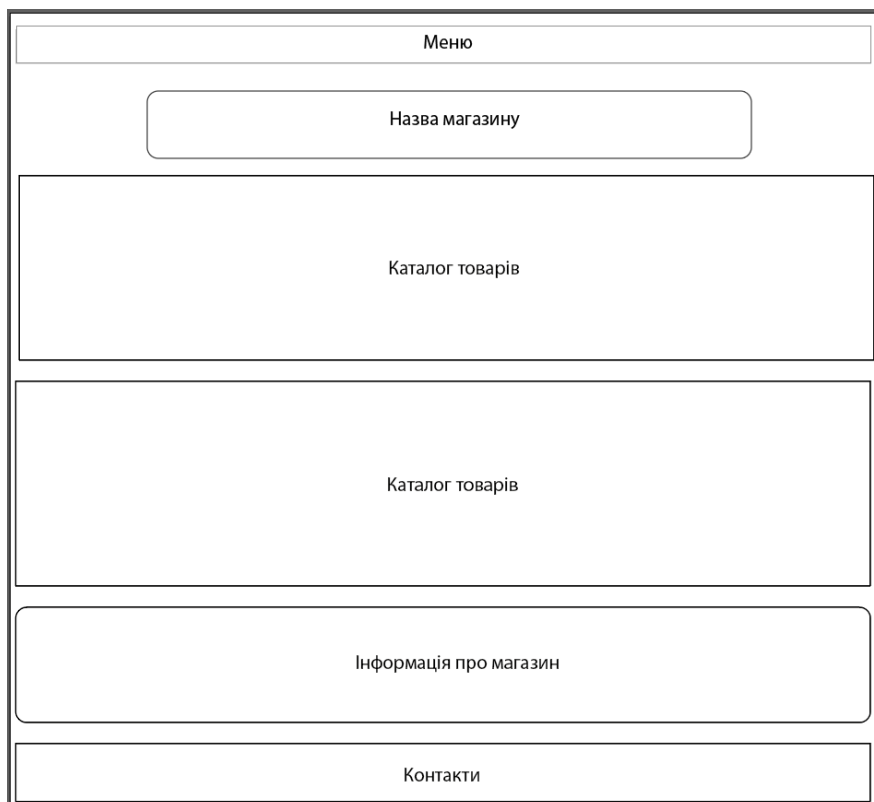 Меню
Назва магазину
Каталог товарів
Каталог товарів
Інформація про магазин
Контакти